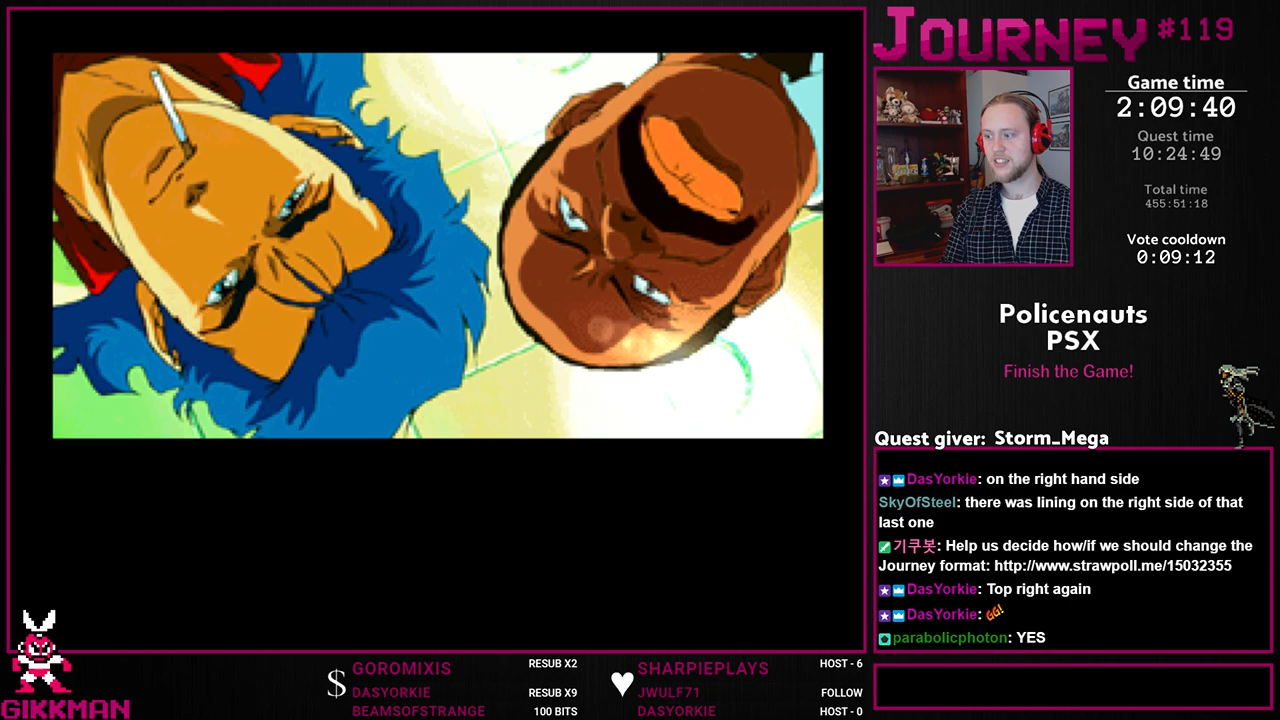 JOURNEY #119
Game time
2:09:40
Quest time
10:24:49
Total time
455:51:18
Vote cooldown
0:09:12
Policenauts
PSX
Finish the Game!
Quest giver: Storm_Mega
DasYorkie: on the right hand side
SkyOfSteel: there was lining on the right side of that
last one
기쿠봇: Help us decide how/if we should change the
Journey format: http://www.strawpoll.me/15032355
DasYorkie: Top right again
DasYorkie: GG!
parabolicphoton: YES
GIKKMAN
$ GOROMIXIS RESUB X2
DASYORKIE RESUB X9
BEAMSOFSTRANGE 100 BITS
SHARPIEPLAYS HOST - 6
JWULF71 FOLLOW
DASYORKIE HOST - 0